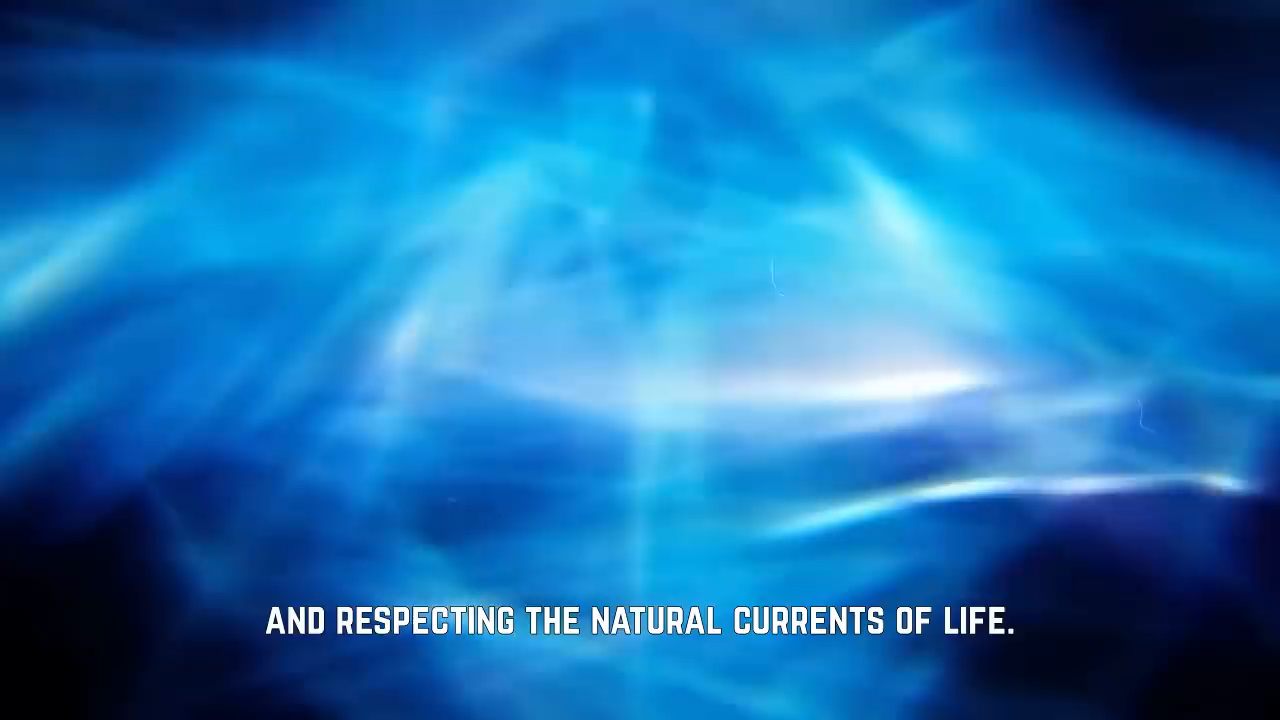 AND RESPECTING THE NATURAL CURRENTS OF LIFE.